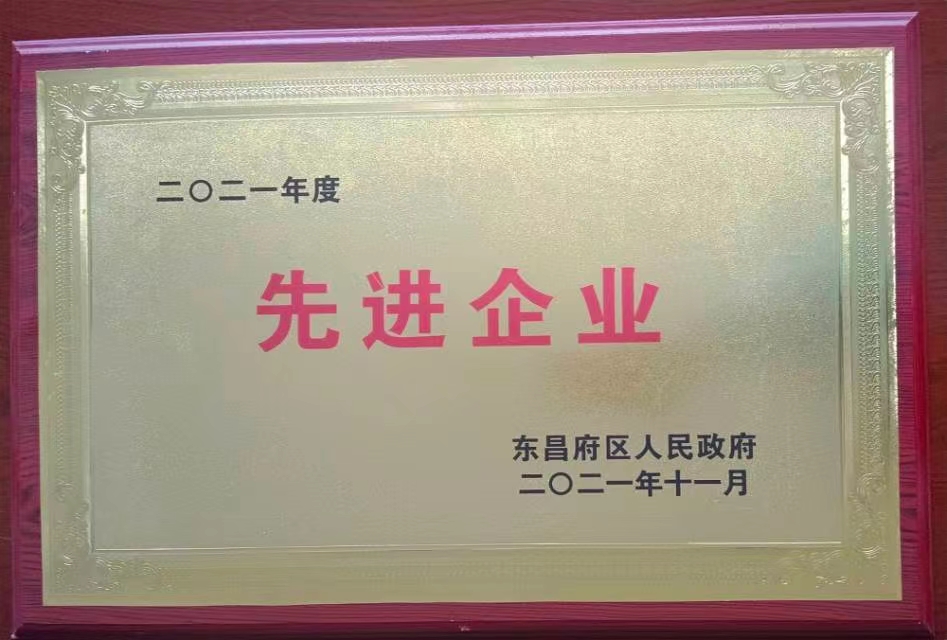 二〇二一年度
先进企业
东昌府区人民政府
二〇二一年十一月